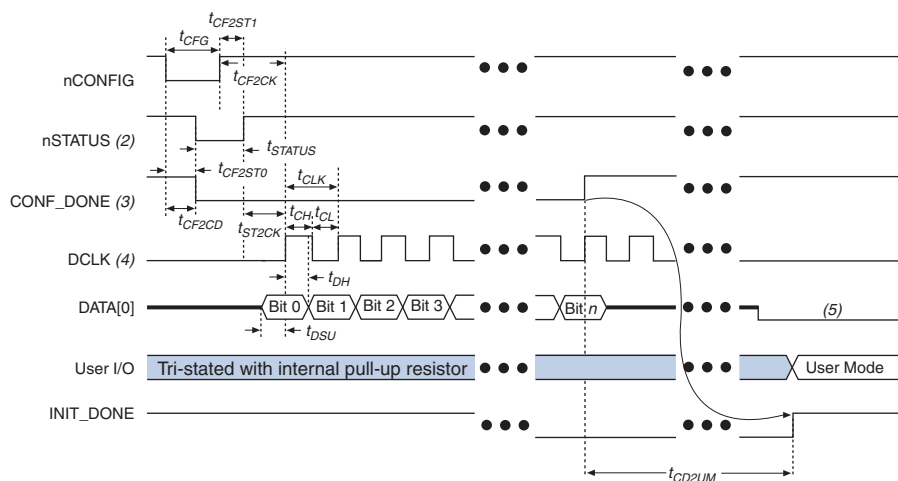 tCF2ST1
tCFG
nCONFIG
tCF2CK
nSTATUS (2)
tSTATUS
tCF2ST0
tCLK
CONF_DONE (3)
tCF2CD
tST2CK
tCH
tCL
DCLK (4)
tDH
DATA[0]
Bit 0
Bit 1
Bit 2
Bit 3
Bit n
(5)
tDSU
User I/O
Tri-stated with internal pull-up resistor
User Mode
INIT_DONE
tCD2UM